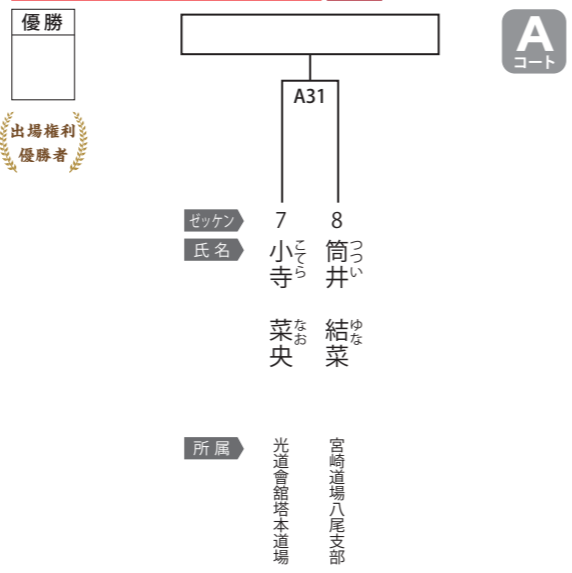 優勝
A
コート
出場権利
優勝者
A31
ゼッケン
7
8
氏名
小寺 菜央
こてら なお
筒井 結菜
つつい ゆな
所属
光道會舘塔本道場
宮崎道場八尾支部